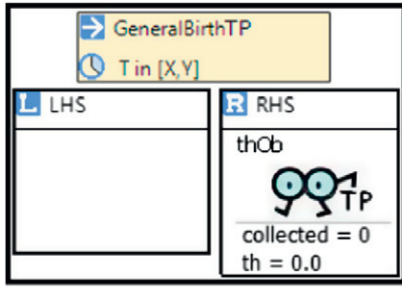 GeneralBirthTP
T in [X,Y]
L LHS
R RHS
thOb
TP
collected = 0
th = 0.0